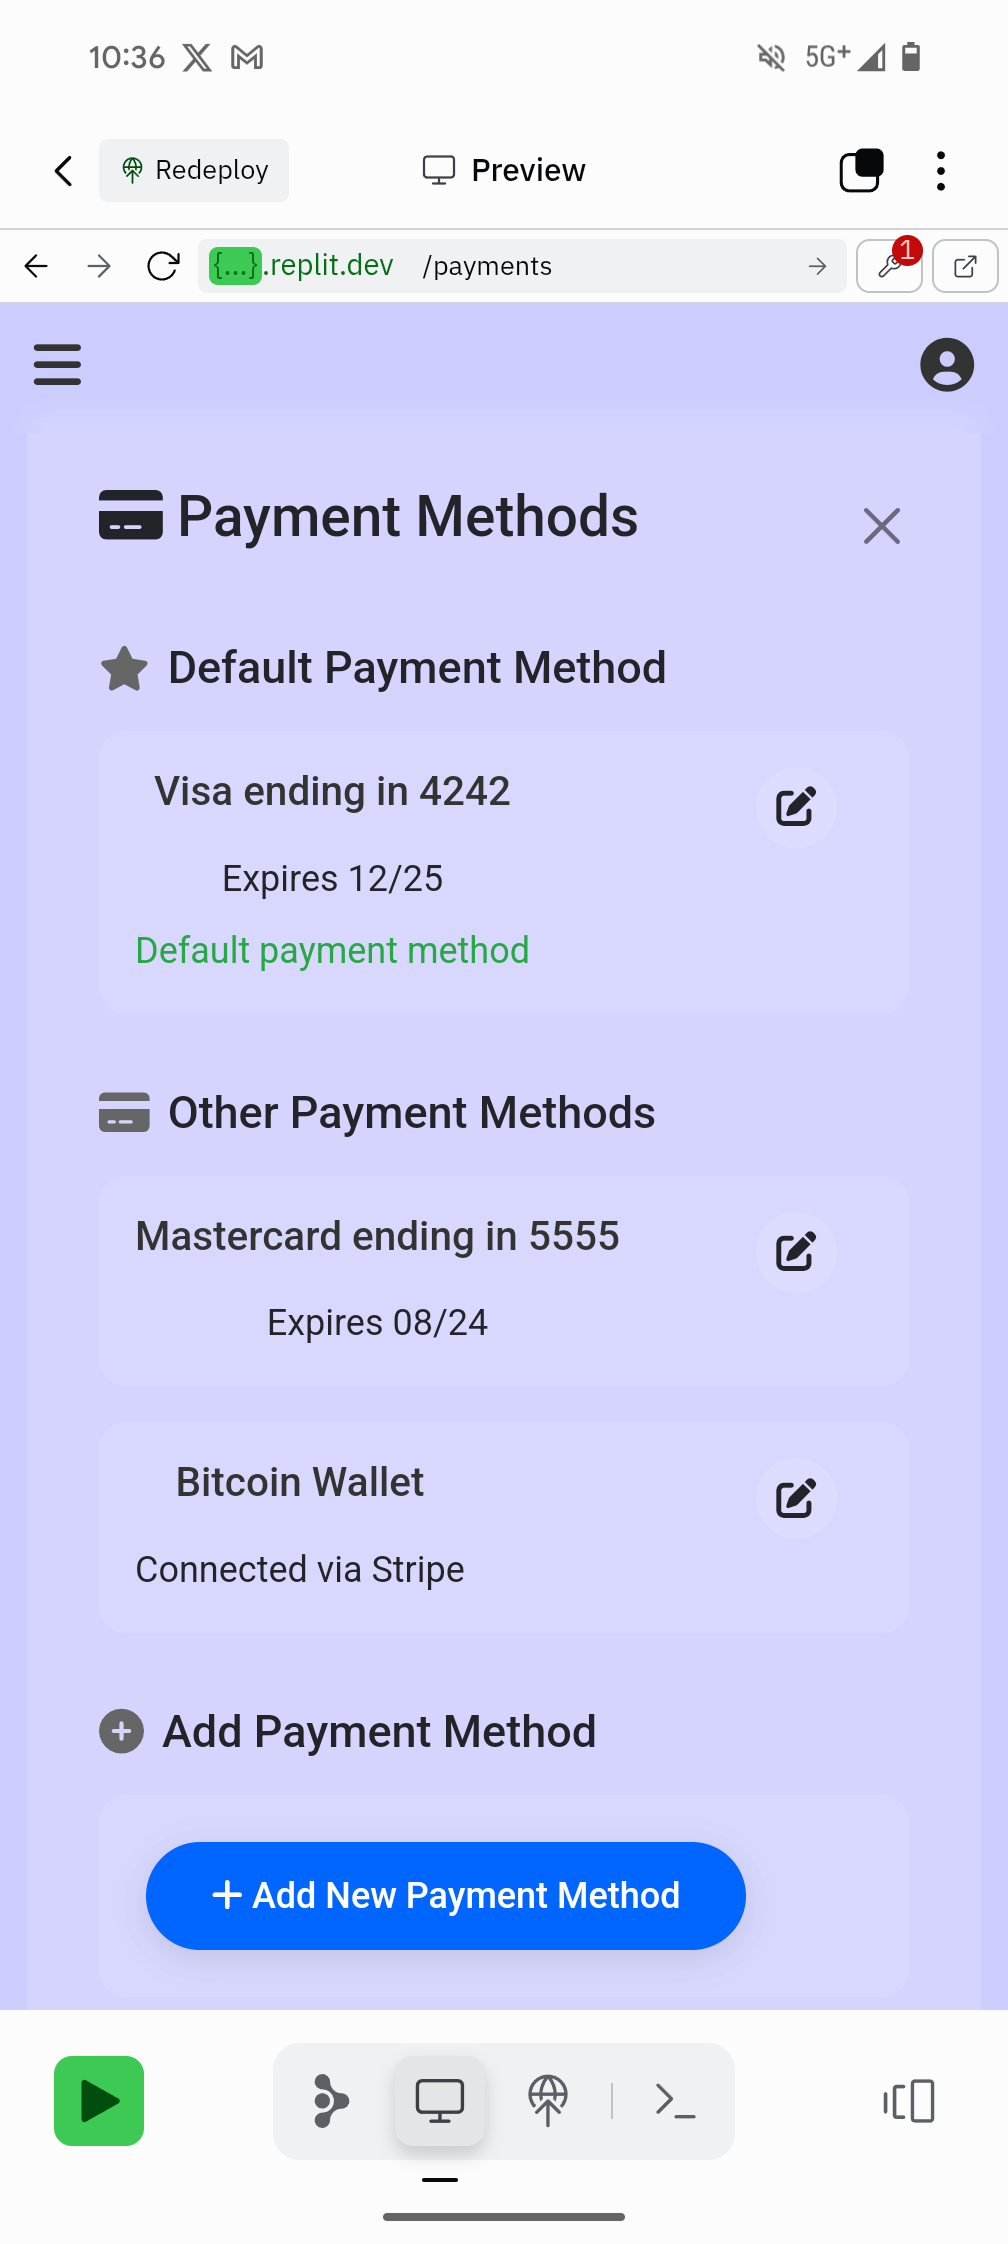 10:36 5G+
Redeploy Preview
{...}.replit.dev /payments 1
Payment Methods
Default Payment Method
Visa ending in 4242
Expires 12/25
Default payment method
Other Payment Methods
Mastercard ending in 5555
Expires 08/24
Bitcoin Wallet
Connected via Stripe
Add Payment Method
+ Add New Payment Method